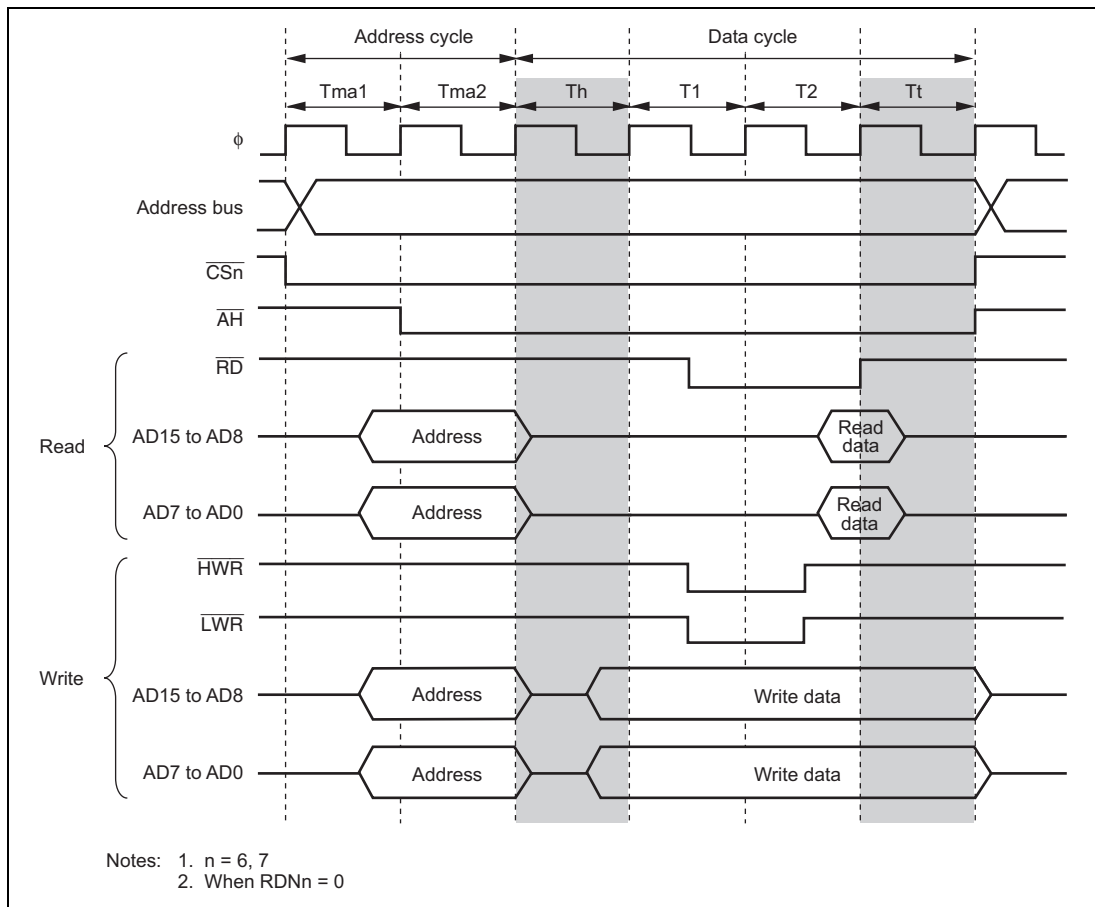 Address cycle Data cycle
Tma1 Tma2 Th T1 T2 Tt
ϕ
Address bus
CSn
AH
RD
Read
AD15 to AD8 Address Read data
AD7 to AD0 Address Read data
HWR
LWR
Write
AD15 to AD8 Address Write data
AD7 to AD0 Address Write data
Notes: 1. n = 6, 7
2. When RDNn = 0